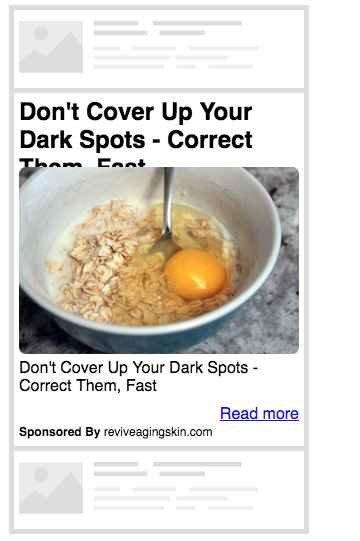 Don't Cover Up Your
Dark Spots - Correct
Them, Fast
Don't Cover Up Your Dark Spots -
Correct Them, Fast
Read more
Sponsored By reviveagingskin.com